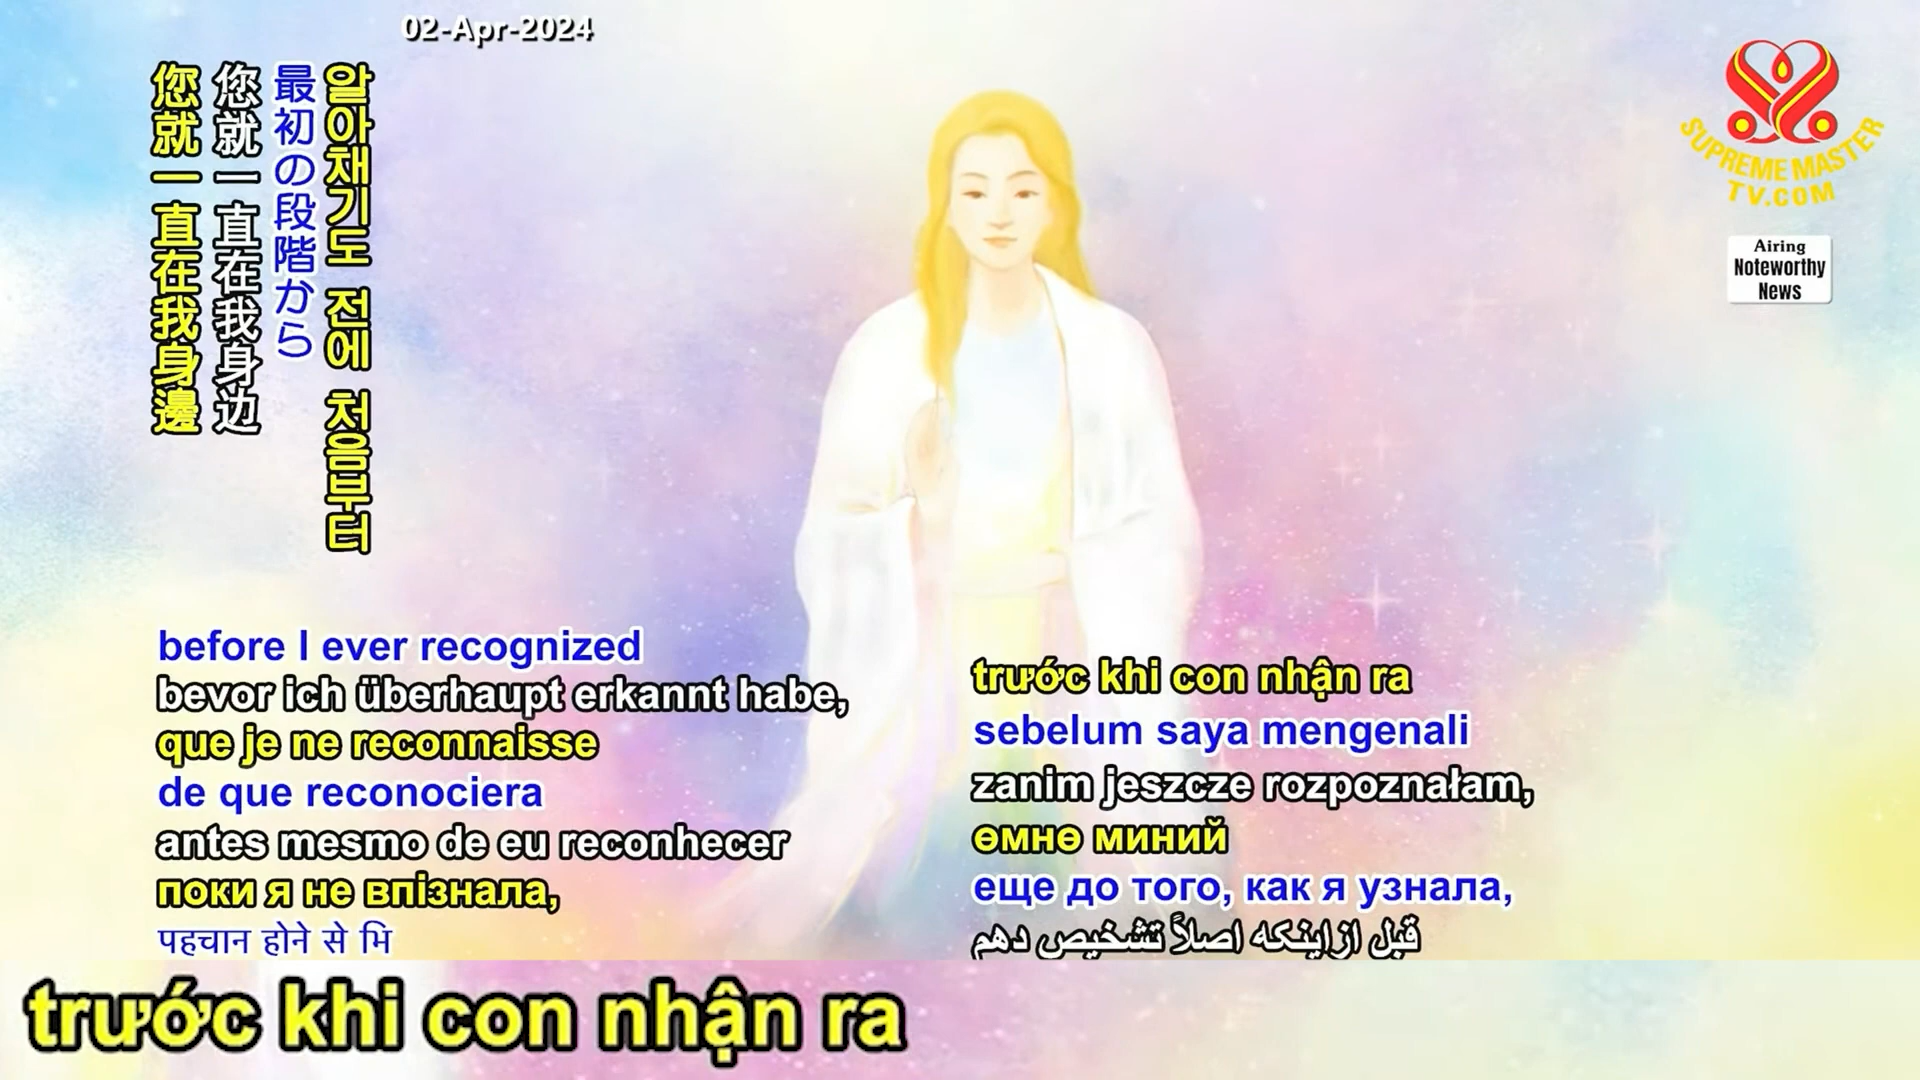 02-Apr-2024
您就一直在我身邊
您就一直在我身边
最初の段階から
알아채기도 전에 처음부터
SUPREME MASTER
TV.COM
Airing
Noteworthy
News
before I ever recognized
bevor ich überhaupt erkannt habe,
que je ne reconnaisse
de que reconociera
antes mesmo de eu reconhecer
поки я не впізнала,
पहचान होने से भि
trước khi con nhận ra
sebelum saya mengenali
zanim jeszcze rozpoznałam,
өмнө миний
еще до того, как я узнала,
قبل ازاینکه اصلاً تشخیص دهم
trước khi con nhận ra